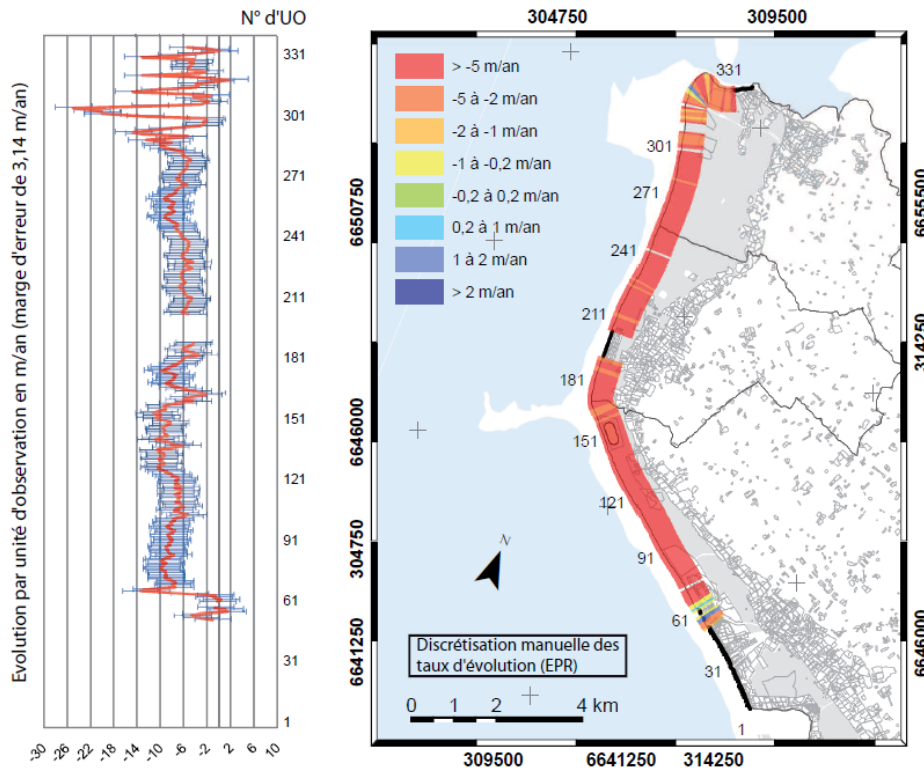 N° d'UO
Evolution par unité d'observation en m/an (marge d'erreur de 3,14 m/an)
331
301
271
241
211
181
151
121
91
61
31
1
-30 -26 -22 -18 -14 -10 -6 -2 2 6 10
304750 309500
6650750
6646000
304750
6641250
6655500
314250
6646000
309500 6641250 314250
> -5 m/an
-5 à -2 m/an
-2 à -1 m/an
-1 à -0,2 m/an
-0,2 à 0,2 m/an
0,2 à 1 m/an
1 à 2 m/an
> 2 m/an
331
301
271
241
211
181
151
121
91
61
31
1
N
Discrétisation manuelle des
taux d'évolution (EPR)
0 1 2 4 km